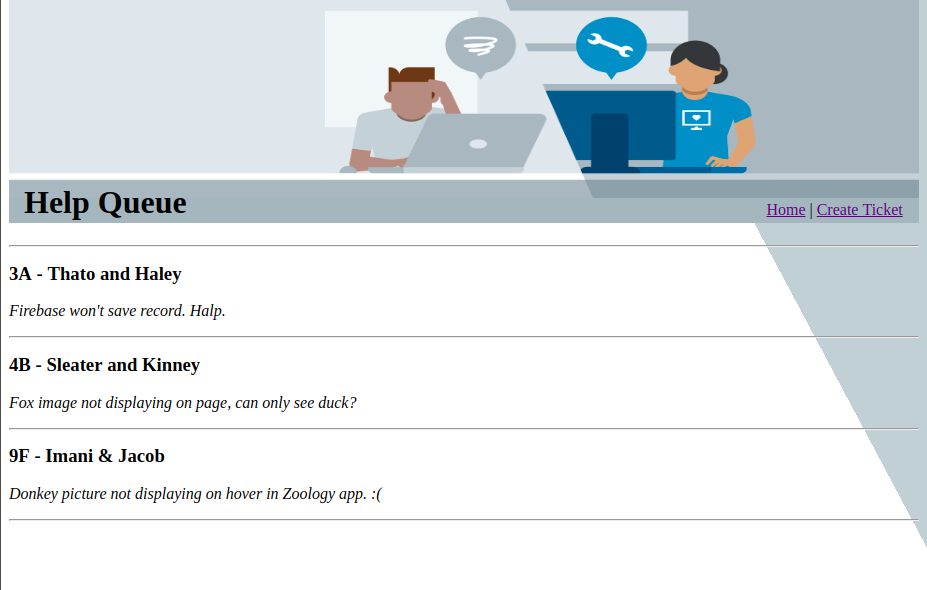 Help Queue
Home | Create Ticket
3A - Thato and Haley
Firebase won't save record. Halp.
4B - Sleater and Kinney
Fox image not displaying on page, can only see duck?
9F - Imani & Jacob
Donkey picture not displaying on hover in Zoology app. :(